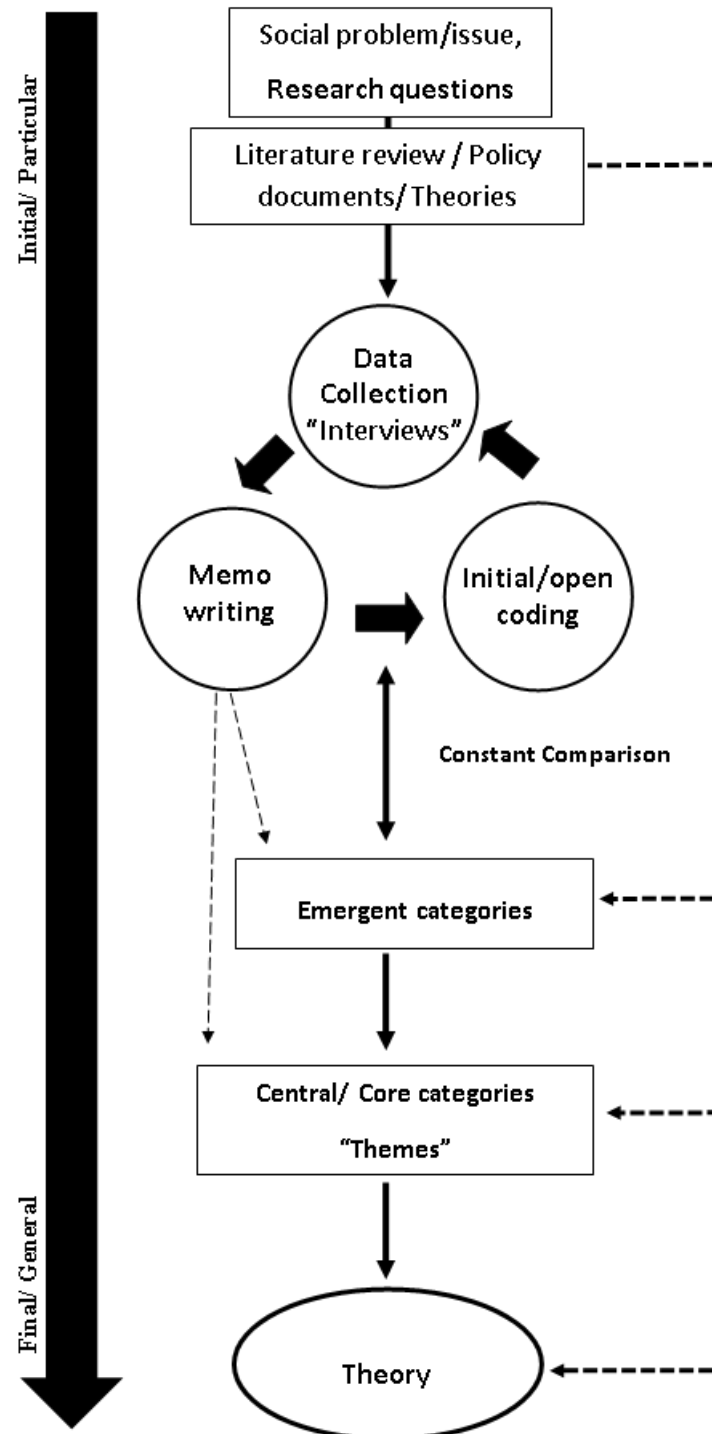 Social problem/issue,
Research questions
Initial/ Particular
Literature review / Policy
documents/ Theories
Data
Collection
“Interviews”
Memo
writing
Initial/open
coding
Constant Comparison
Emergent categories
Central/ Core categories
“Themes”
Final/ General
Theory